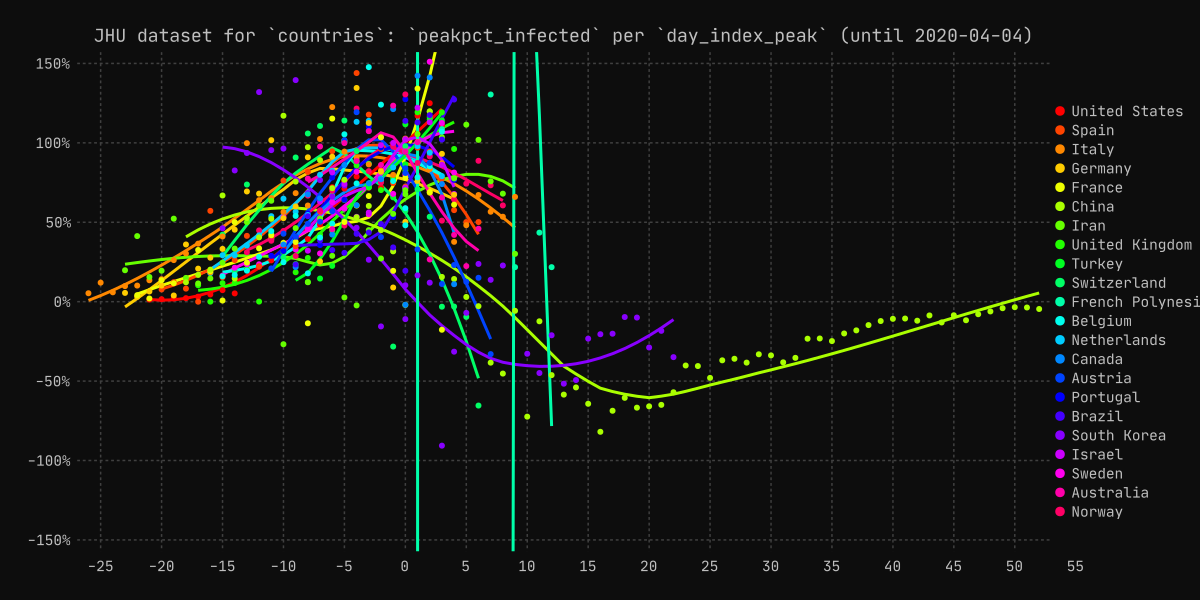 JHU dataset for `countries`: `peakpct_infected` per `day_index_peak` (until 2020-04-04)
150%
100%
50%
0%
−50%
−100%
−150%
−25 −20 −15 −10 −5 0 5 10 15 20 25 30 35 40 45 50 55
United States
Spain
Italy
Germany
France
China
Iran
United Kingdom
Turkey
Switzerland
French Polynesi
Belgium
Netherlands
Canada
Austria
Portugal
Brazil
South Korea
Israel
Sweden
Australia
Norway